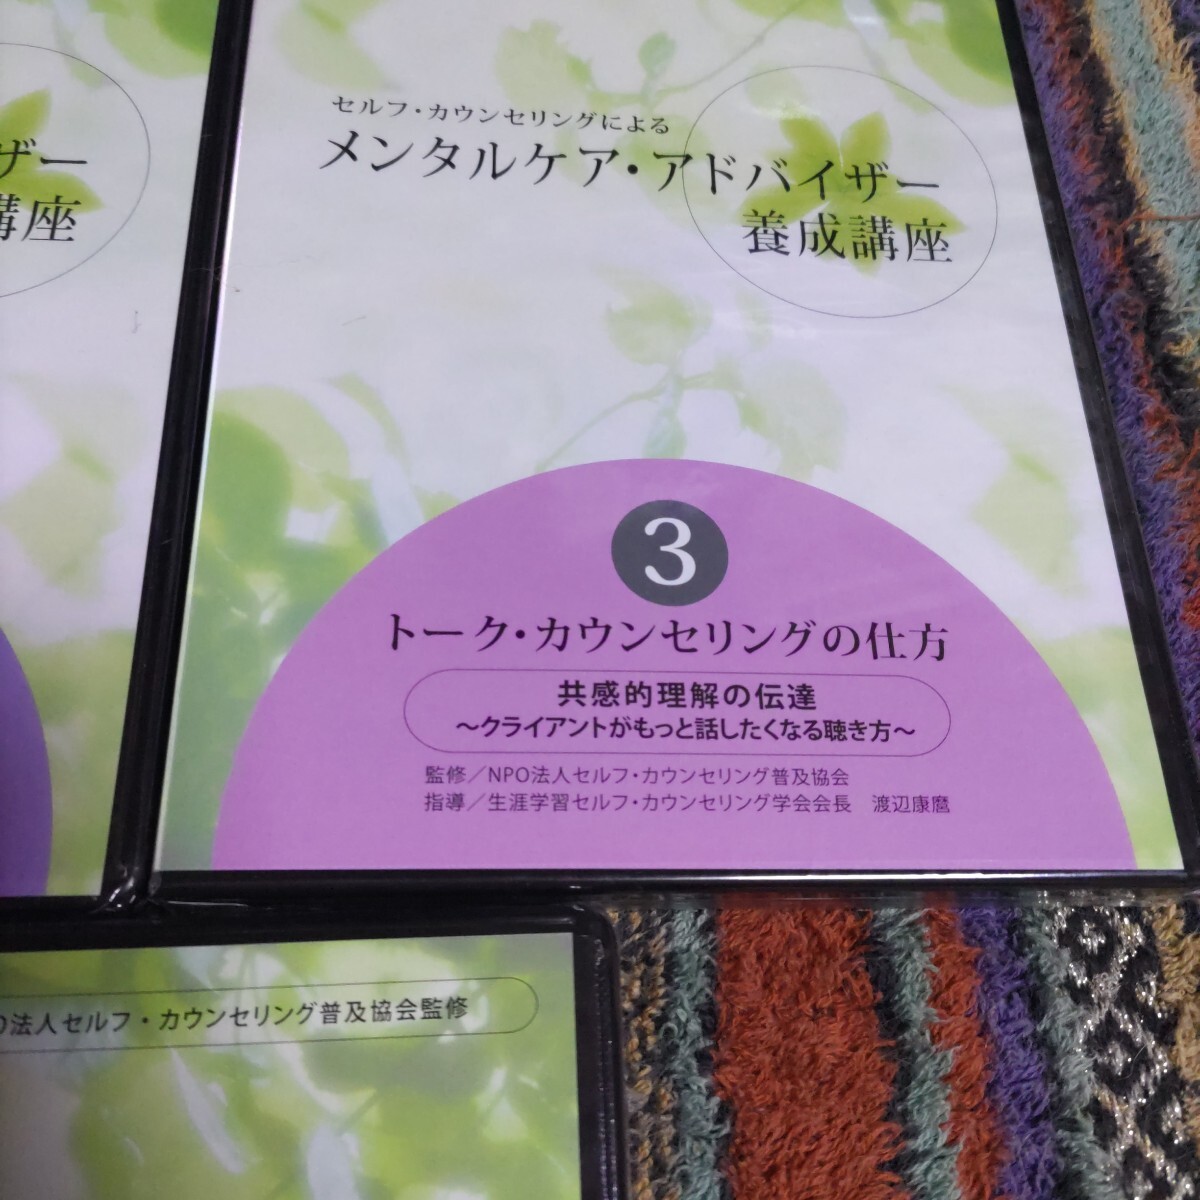 ザー
講座
セルフ・カウンセリングによる
メンタルケア・アドバイザー
養成講座
3
トーク・カウンセリングの仕方
共感的理解の伝達
～クライアントがもっと話したくなる聴き方～
監修／NPO法人セルフ・カウンセリング普及協会
指導／生涯学習セルフ・カウンセリング学会会長　渡辺康麿
O法人セルフ・カウンセリング普及協会監修